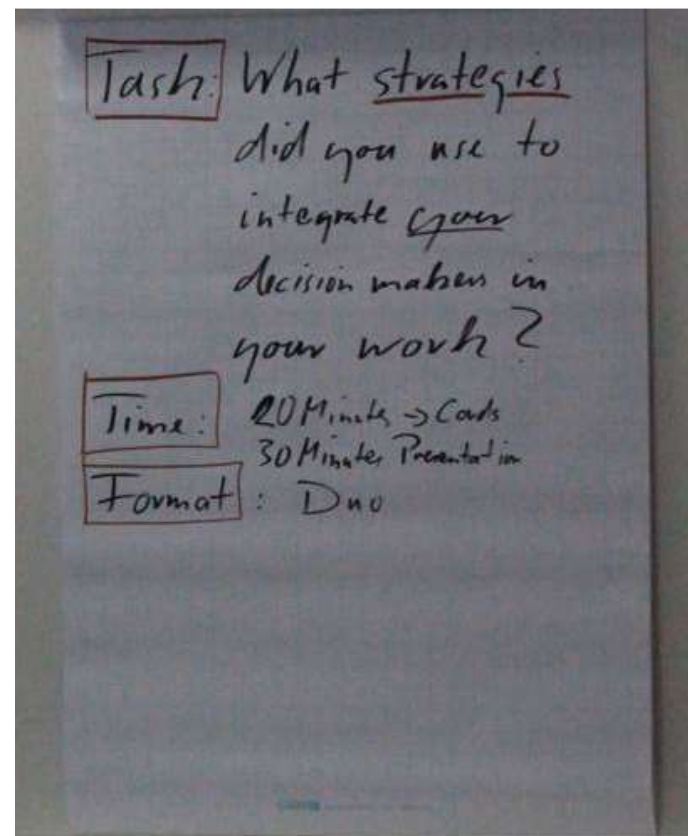 Task: What strategies
did you use to
integrate your
decision makers in
your work?
Time: 20 Minutes → Cards
30 Minutes Presentation
Format: Duo